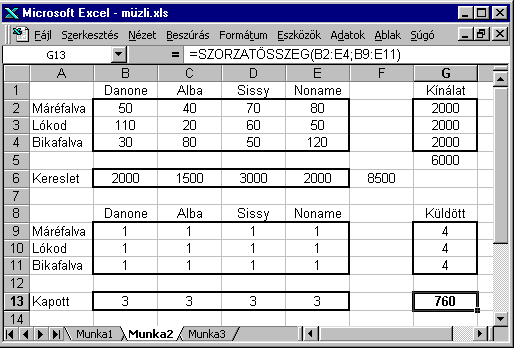 Microsoft Excel - müzli.xls
Fájl Szerkesztés Nézet Beszúrás Formátum Eszközök Adatok Ablak Súgó
G13 = =SZORZATÖSSZEG(B2:E4;B9:E11)
A B C D E F G
1 Danone Alba Sissy Noname Kínálat
2 Máréfalva 50 40 70 80 2000
3 Lókod 110 20 60 50 2000
4 Bikafalva 30 80 50 120 2000
5 6000
6 Kereslet 2000 1500 3000 2000 8500
7
8 Danone Alba Sissy Noname Küldött
9 Máréfalva 1 1 1 1 4
10 Lókod 1 1 1 1 4
11 Bikafalva 1 1 1 1 4
12
13 Kapott 3 3 3 3 760
14
Munka1 Munka2 Munka3